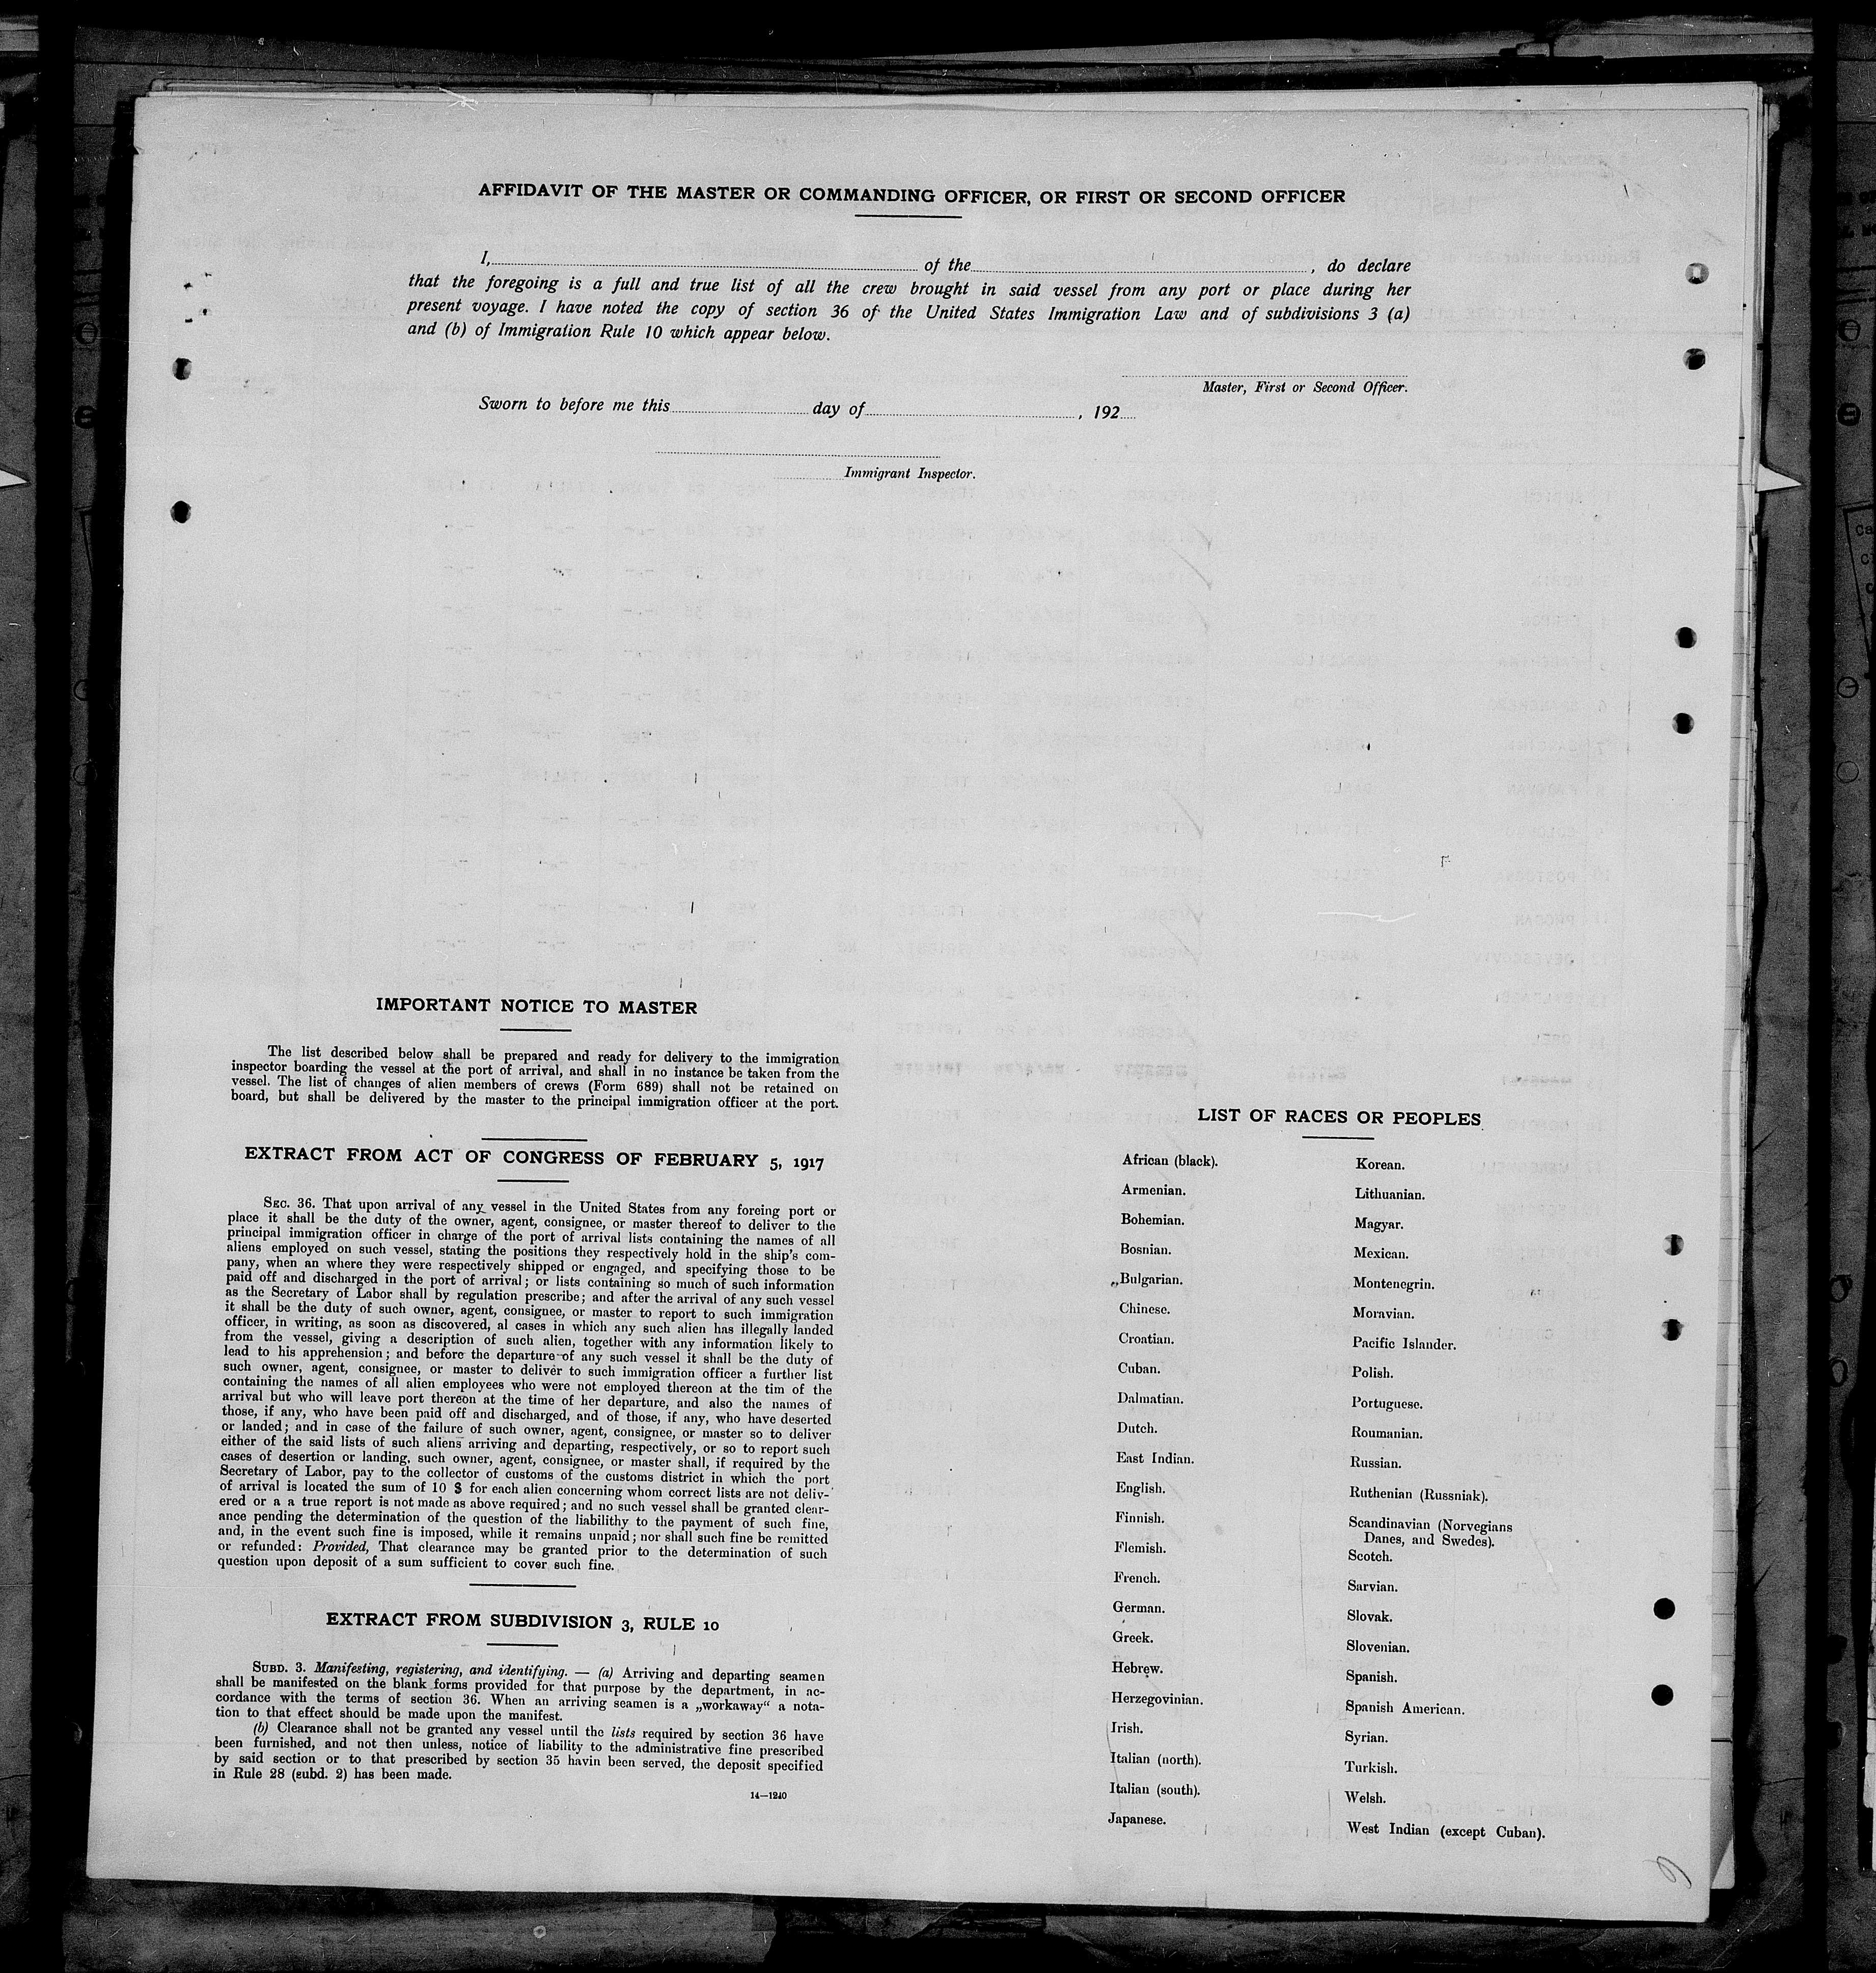 AFFIDAVIT OF THE MASTER OR COMMANDING OFFICER, OR FIRST OR SECOND OFFICER
I, of the , do declare
that the foregoing is a full and true list of all the crew brought in said vessel from any port or place during her
present voyage. I have noted the copy of section 36 of the United States Immigration Law and of subdivisions 3 (a)
and (b) of Immigration Rule 10 which appear below.
Master, First or Second Officer.
Sworn to before me this day of , 192
Immigrant Inspector.
IMPORTANT NOTICE TO MASTER
The list described below shall be prepared and ready for delivery to the immigration
inspector boarding the vessel at the port of arrival, and shall in no instance be taken from the
vessel. The list of changes of alien members of crews (Form 689) shall not be retained on
board, but shall be delivered by the master to the principal immigration officer at the port.
EXTRACT FROM ACT OF CONGRESS OF FEBRUARY 5, 1917
SEC. 36. That upon arrival of any vessel in the United States from any foreing port or
place it shall be the duty of the owner, agent, consignee, or master thereof to deliver to the
principal immigration officer in charge of the port of arrival lists containing the names of all
aliens employed on such vessel, stating the positions they respectively hold in the ship's com-
pany, when an where they were respectively shipped or engaged, and specifying those to be
paid off and discharged in the port of arrival; or lists containing so much of such information
as the Secretary of Labor shall by regulation prescribe; and after the arrival of any such vessel
it shall be the duty of such owner, agent, consignee, or master to report to such immigration
officer, in writing, as soon as discovered, al cases in which any such alien has illegally landed
from the vessel, giving a description of such alien, together with any information likely to
lead to his apprehension; and before the departure of any such vessel it shall be the duty of
such owner, agent, consignee, or master to deliver to such immigration officer a further list
containing the names of all alien employees who were not employed thereon at the tim of the
arrival but who will leave port thereon at the time of her departure, and also the names of
those, if any, who have been paid off and discharged, and of those, if any, who have deserted
or landed; and in case of the failure of such owner, agent, consignee, or master so to deliver
either of the said lists of such aliens arriving and departing, respectively, or so to report such
cases of desertion or landing, such owner, agent, consignee, or master shall, if required by the
Secretary of Labor, pay to the collector of customs of the customs district in which the port
of arrival is located the sum of 10 $ for each alien concerning whom correct lists are not deliv-
ered or a a true report is not made as above required; and no such vessel shall be granted clear-
ance pending the determination of the question of the liabilithy to the payment of such fine,
and, in the event such fine is imposed, while it remains unpaid; nor shall such fine be remitted
or refunded: Provided, That clearance may be granted prior to the determination of such
question upon deposit of a sum sufficient to cover such fine.
EXTRACT FROM SUBDIVISION 3, RULE 10
SUBD. 3. Manifesting, registering, and identifying. — (a) Arriving and departing seamen
shall be manifested on the blank forms provided for that purpose by the department, in ac-
cordance with the terms of section 36. When an arriving seamen is a „workaway“ a nota-
tion to that effect should be made upon the manifest.
(b) Clearance shall not be granted any vessel until the lists required by section 36 have
been furnished, and not then unless, notice of liability to the administrative fine prescribed
by said section or to that prescribed by section 35 havin been served, the deposit specified
in Rule 28 (subd. 2) has been made.
14—1240
LIST OF RACES OR PEOPLES
African (black).
Armenian.
Bohemian.
Bosnian.
„Bulgarian.
Chinese.
Croatian.
Cuban.
Dalmatian.
Dutch.
East Indian.
English.
Finnish.
Flemish.
French.
German.
Greek.
Hebrew.
Herzegovinian.
Irish.
Italian (north).
Italian (south).
Japanese.
Korean.
Lithuanian.
Magyar.
Mexican.
Montenegrin.
Moravian.
Pacific Islander.
Polish.
Portuguese.
Roumanian.
Russian.
Ruthenian (Russniak).
Scandinavian (Norvegians
Danes, and Swedes).
Scotch.
Sarvian.
Slovak.
Slovenian.
Spanish.
Spanish American.
Syrian.
Turkish.
Welsh.
West Indian (except Cuban).